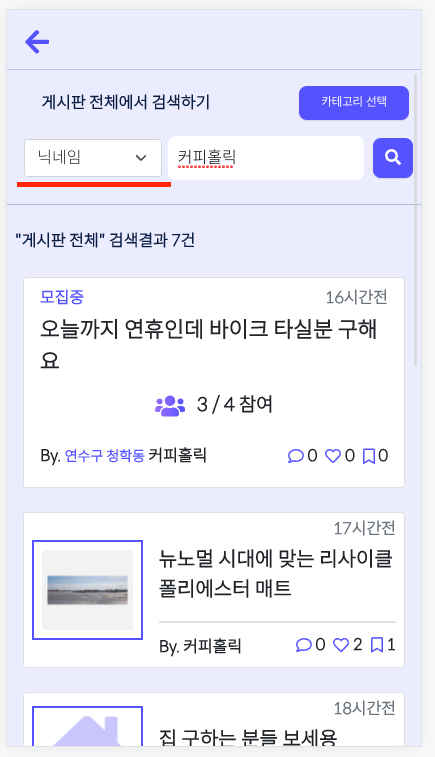 게시판 전체에서 검색하기
카테고리 선택
닉네임
커피홀릭
"게시판 전체" 검색결과 7건
모집중
16시간전
오늘까지 연휴인데 바이크 타실분 구해
요
3 / 4 참여
By. 연수구 청학동 커피홀릭
0 0 0
17시간전
뉴노멀 시대에 맞는 리사이클
폴리에스터 매트
By. 커피홀릭
0 2 1
18시간전
집 구하는 분들 보세용